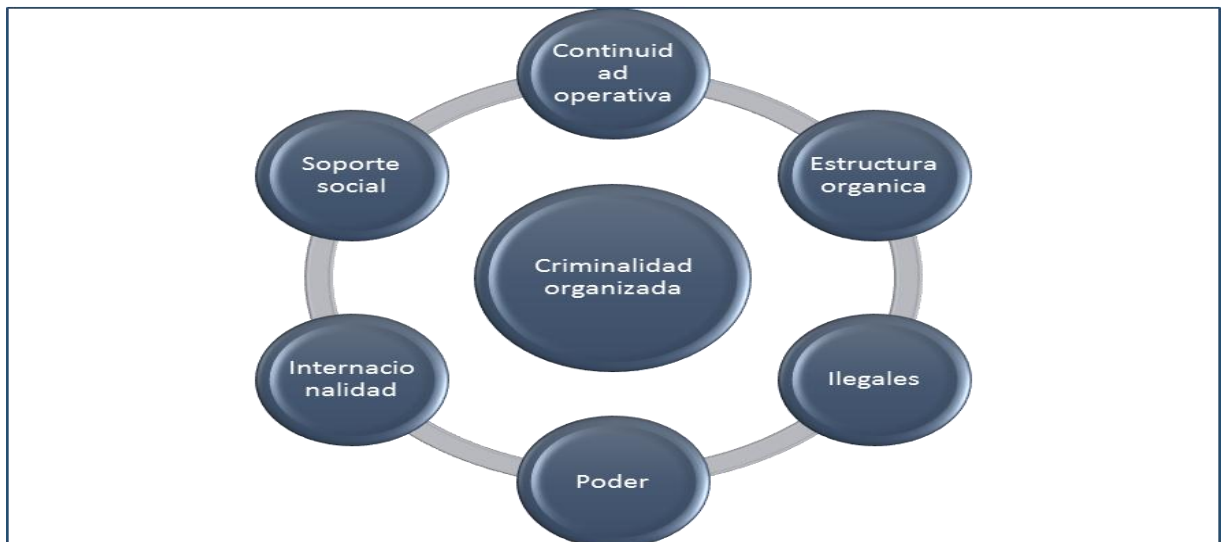 Continuid
ad
operativa
Estructura
organica
Ilegales
Poder
Internacio
nalidad
Soporte
social
Criminalidad
organizada